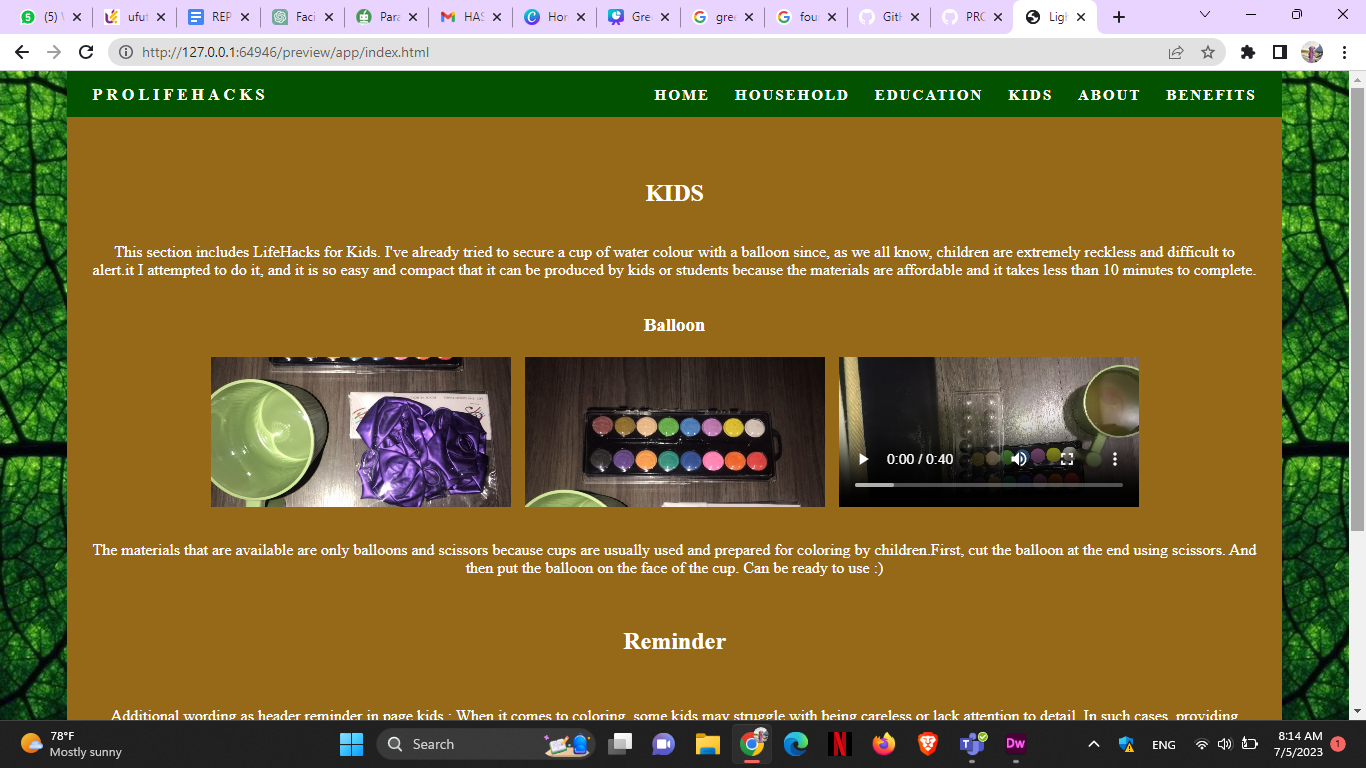 (5) \
ufut
REP
Faci
Para
HAS
Hor
Gre
gree
four
Gith
PRC
Ligh
http://127.0.0.1:64946/preview/app/index.html
PROLIFEHACKS
HOME HOUSEHOLD EDUCATION KIDS ABOUT BENEFITS
KIDS
This section includes LifeHacks for Kids. I've already tried to secure a cup of water colour with a balloon since, as we all know, children are extremely reckless and difficult to
alert.it I attempted to do it, and it is so easy and compact that it can be produced by kids or students because the materials are affordable and it takes less than 10 minutes to complete.
Balloon
0:00 / 0:40
The materials that are available are only balloons and scissors because cups are usually used and prepared for coloring by children.First, cut the balloon at the end using scissors. And
then put the balloon on the face of the cup. Can be ready to use :)
Reminder
Additional wording as header reminder in page kids : When it comes to coloring, some kids may struggle with being careless or lack attention to detail. In such cases, providing
78°F
Mostly sunny
Search
Dw
ENG
8:14 AM
7/5/2023
1